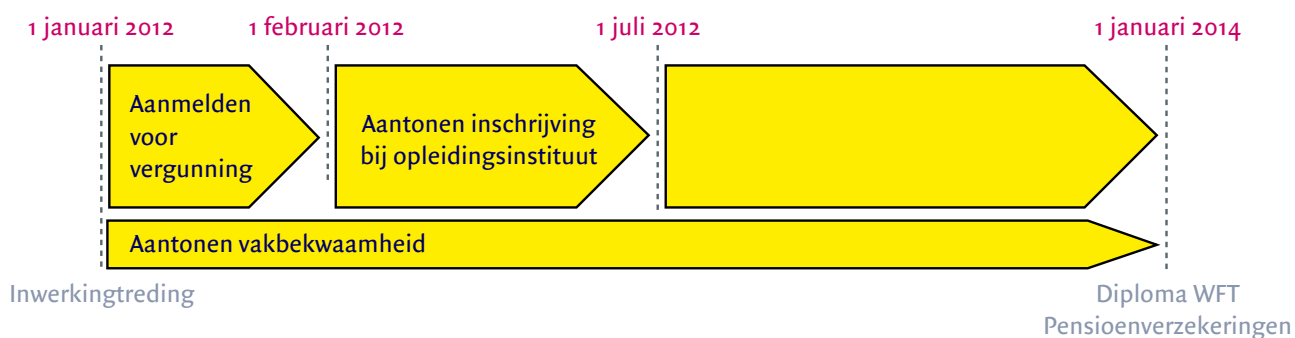 1 januari 2012
1 februari 2012
1 juli 2012
1 januari 2014
Aanmelden
voor
vergunning
Aantonen inschrijving
bij opleidingsinstituut
Aantonen vakbekwaamheid
Inwerkingtreding
Diploma WFT
Pensioenverzekeringen